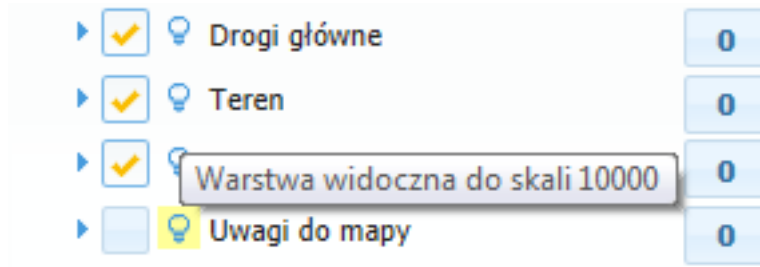 Drogi główne 0
Teren 0
Warstwa widoczna do skali 10000 0
Uwagi do mapy 0